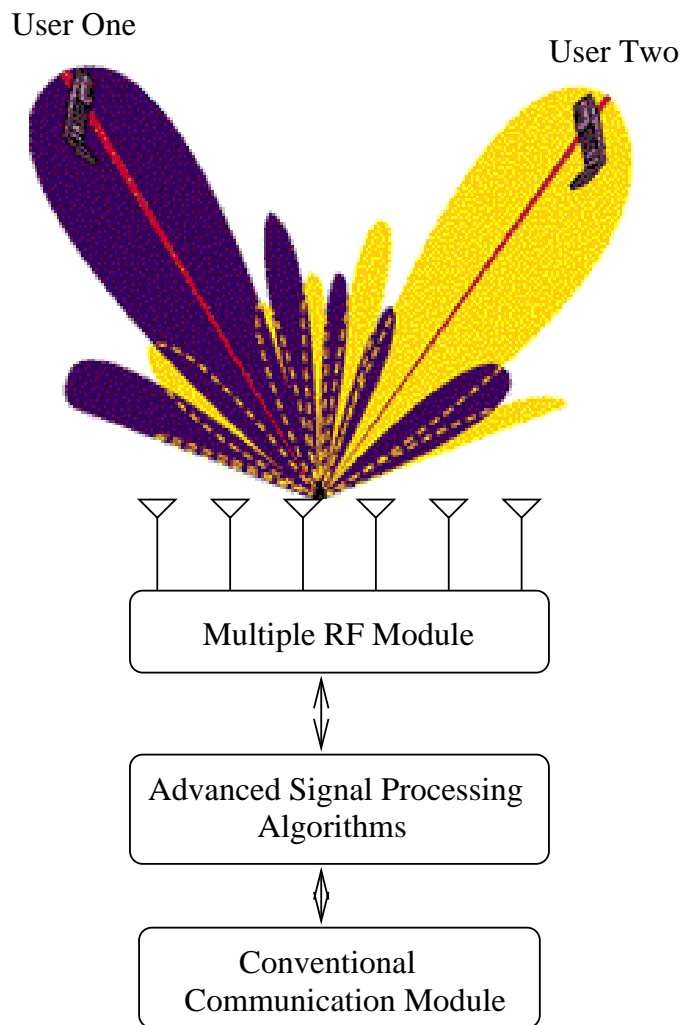 User One
User Two
Multiple RF Module
Advanced Signal Processing
Algorithms
Conventional
Communication Module